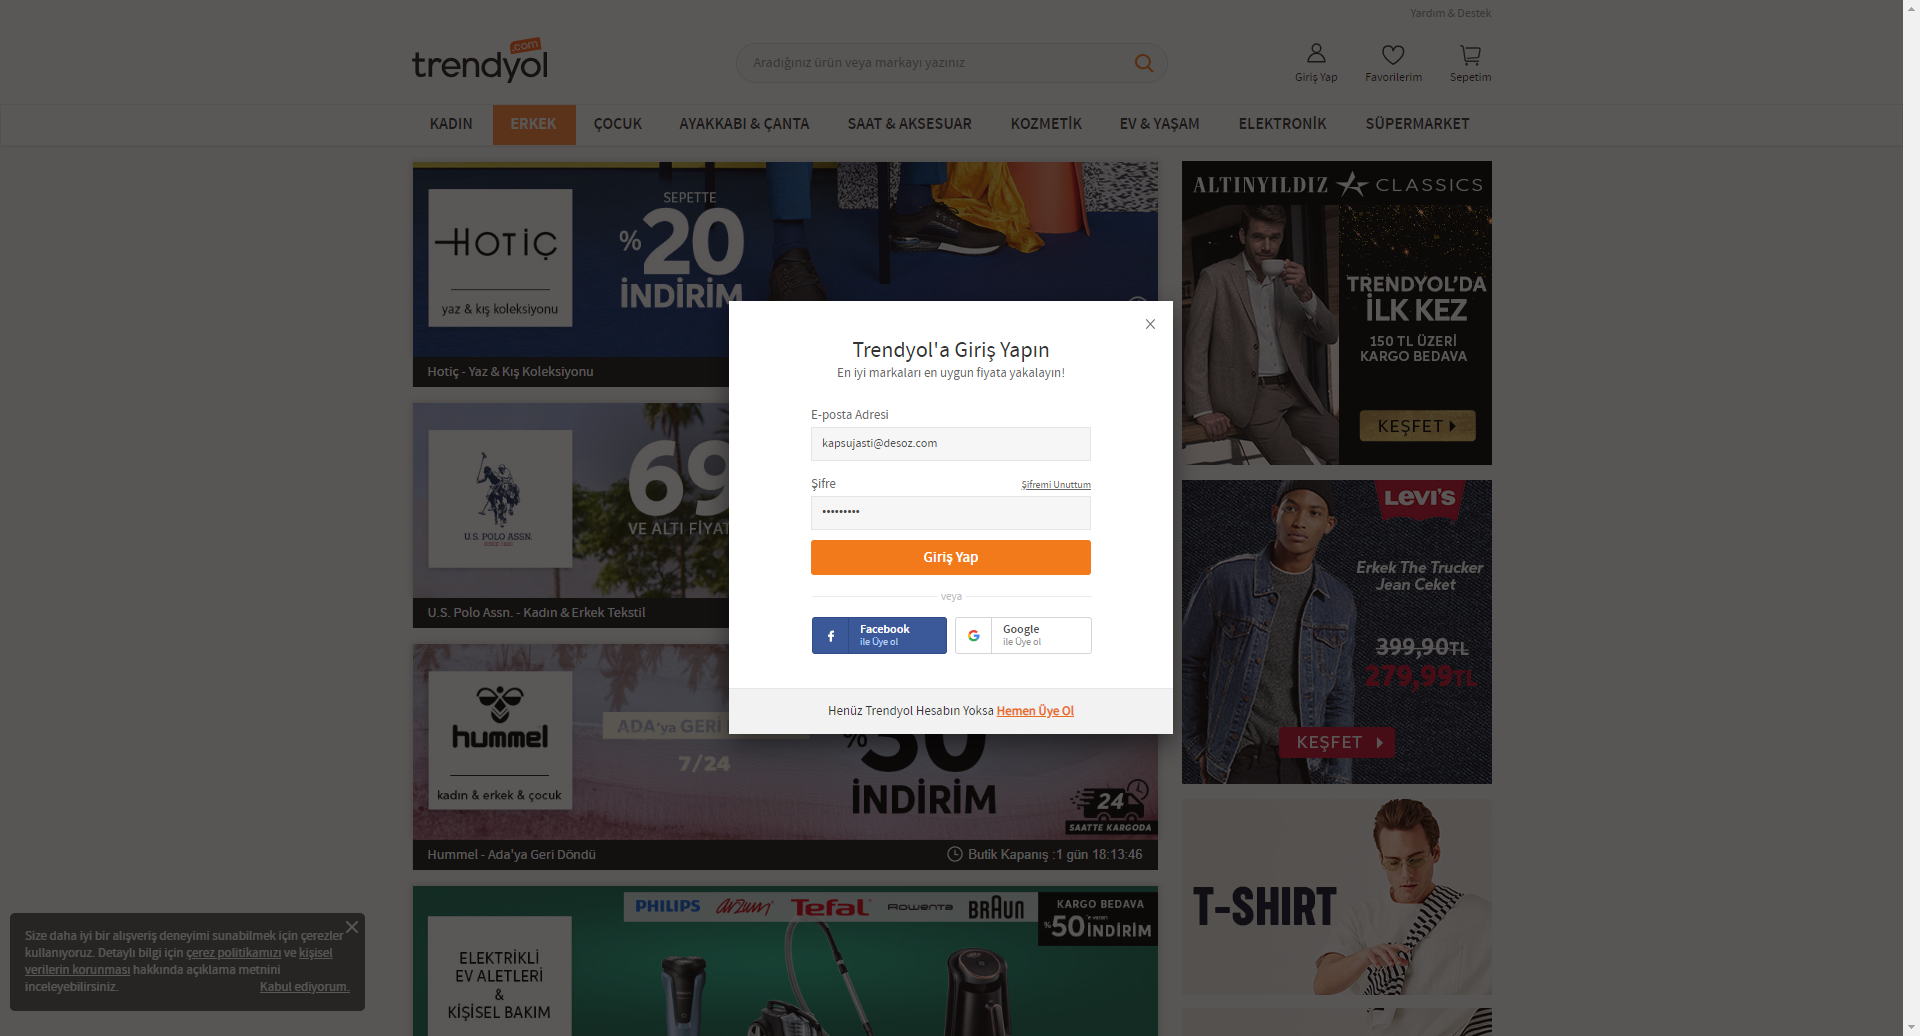 Yardım & Destek
trendyol
.com
Aradığınız ürün veya markayı yazınız
Giriş Yap
Favorilerim
Sepetim
KADIN
ERKEK
ÇOCUK
AYAKKABI & ÇANTA
SAAT & AKSESUAR
KOZMETİK
EV & YAŞAM
ELEKTRONİK
SÜPERMARKET
HOTİÇ
yaz & kış koleksiyonu
SEPETTE
%20
İNDİRİM
Hotiç - Yaz & Kış Koleksiyonu
ALTINYILDIZ CLASSICS
TRENDYOL'DA
İLK KEZ
150 TL ÜZERİ
KARGO BEDAVA
KEŞFET
Trendyol'a Giriş Yapın
En iyi markaları en uygun fiyata yakalayın!
E-posta Adresi
kapsujasti@desoz.com
Şifre
Şifremi Unuttum
•••••••••
Giriş Yap
veya
Facebook
ile Üye ol
Google
ile Üye ol
Henüz Trendyol Hesabın Yoksa Hemen Üye Ol
U.S. POLO ASSN.
SINCE 1890
69
VE ALTI FİYAT
U.S. Polo Assn. - Kadın & Erkek Tekstil
Levi's
Erkek The Trucker
Jean Ceket
399,90TL
279,99TL
KEŞFET
hummel
kadın & erkek & çocuk
ADA'ya GERİ
7/24
%50
İNDİRİM
24
SAATTE KARGODA
Hummel - Ada'ya Geri Döndü
Butik Kapanış :1 gün 18:13:46
T-SHIRT
ELEKTRİKLİ
EV ALETLERİ
&
KİŞİSEL BAKIM
PHILIPS
arzum
Tefal
Rowenta
BRAUN
KARGO BEDAVA
%50'e varan İNDİRİM
Size daha iyi bir alışveriş deneyimi sunabilmek için çerezler
kullanıyoruz. Detaylı bilgi için çerez politikamızı ve kişisel
verilerin korunması hakkında açıklama metnini
inceleyebilirsiniz.
Kabul ediyorum.